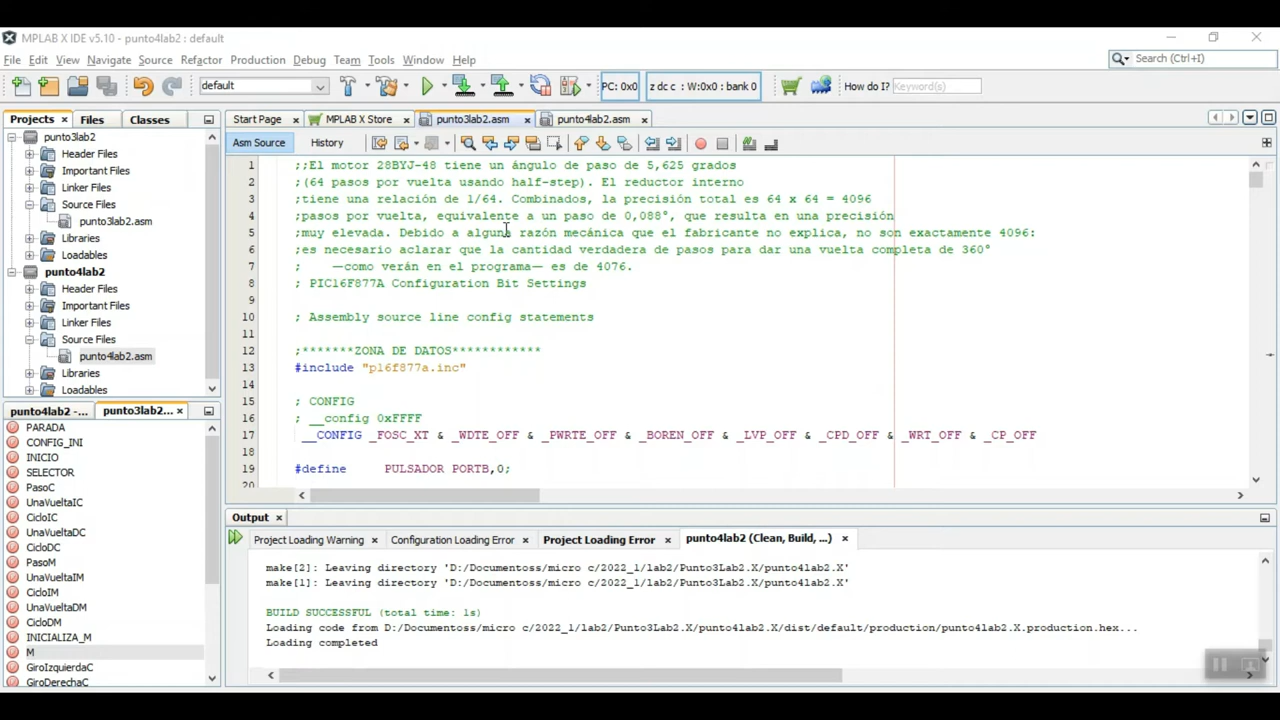 MPLAB X IDE v5.10 - punto4lab2 : default
File Edit View Navigate Source Refactor Production Debug Team Tools Window Help
Search (Ctrl+I)
default
PC: 0x0
z dc c : W:0x0 : bank 0
How do I? Keyword(s)
Projects × Files Classes
Start Page × MPLAB X Store × punto3lab2.asm × punto4lab2.asm ×
Asm Source History
punto3lab2
Header Files
Important Files
Linker Files
Source Files
punto3lab2.asm
Libraries
Loadables
punto4lab2
Header Files
Important Files
Linker Files
Source Files
punto4lab2.asm
Libraries
Loadables
1 ;;El motor 28BYJ-48 tiene un ángulo de paso de 5,625 grados
2 ;(64 pasos por vuelta usando half-step). El reductor interno
3 ;tiene una relación de 1/64. Combinados, la precisión total es 64 x 64 = 4096
4 ;pasos por vuelta, equivalente a un paso de 0,088°, que resulta en una precisión
5 ;muy elevada. Debido a alguna razón mecánica que el fabricante no explica, no son exactamente 4096:
6 ;es necesario aclarar que la cantidad verdadera de pasos para dar una vuelta completa de 360°
7 ; —como verán en el programa— es de 4076.
8 ; PIC16F877A Configuration Bit Settings
9
10 ; Assembly source line config statements
11
12 ;*******ZONA DE DATOS************
13 #include "p16f877a.inc"
14
15 ; CONFIG
16 ; __config 0xFFFF
17 __CONFIG _FOSC_XT & _WDTE_OFF & _PWRTE_OFF & _BOREN_OFF & _LVP_OFF & _CPD_OFF & _WRT_OFF & _CP_OFF
18
19 #define PULSADOR PORTB,0;
20
punto4lab2 -... punto3lab2... ×
PARADA
CONFIG_INI
INICIO
SELECTOR
PasoC
UnaVueltaIC
CicloIC
UnaVueltaDC
CicloDC
PasoM
UnaVueltaIM
CicloIM
UnaVueltaDM
CicloDM
INICIALIZA_M
M
GiroIzquierdaC
GiroDerechaC
Output ×
Project Loading Warning × Configuration Loading Error × Project Loading Error × punto4lab2 (Clean, Build, ...) ×
make[2]: Leaving directory 'D:/Documentoss/micro c/2022_1/lab2/Punto3Lab2.X/punto4lab2.X'
make[1]: Leaving directory 'D:/Documentoss/micro c/2022_1/lab2/Punto3Lab2.X/punto4lab2.X'
BUILD SUCCESSFUL (total time: 1s)
Loading code from D:/Documentoss/micro c/2022_1/lab2/Punto3Lab2.X/punto4lab2.X/dist/default/production/punto4lab2.X.production.hex...
Loading completed